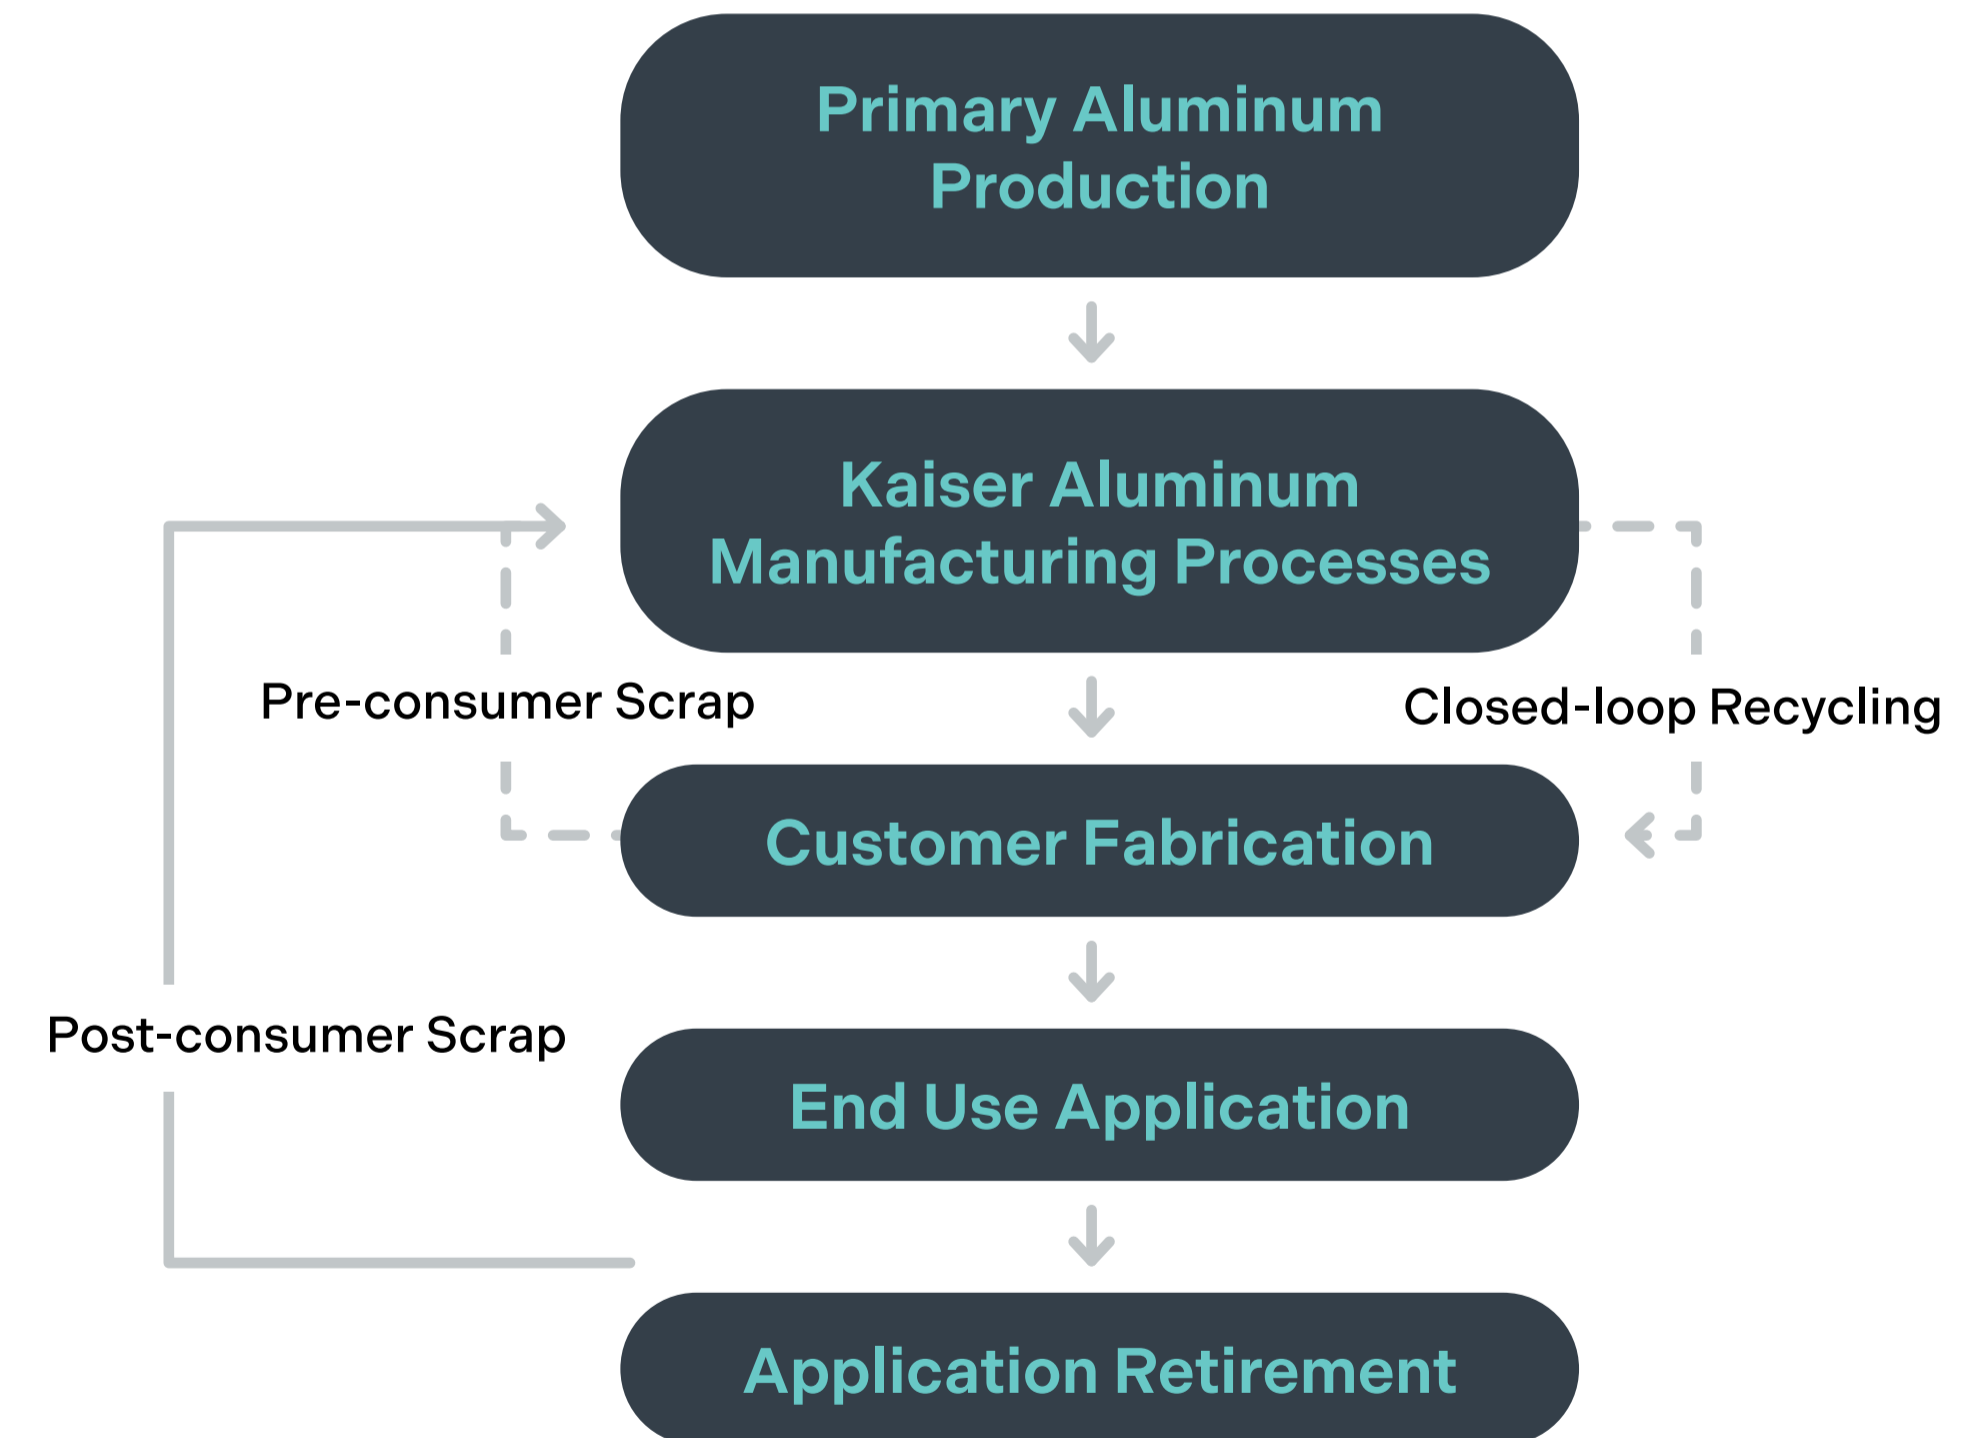 Primary Aluminum
Production
Kaiser Aluminum
Manufacturing Processes
Pre-consumer Scrap
Closed-loop Recycling
Customer Fabrication
Post-consumer Scrap
End Use Application
Application Retirement